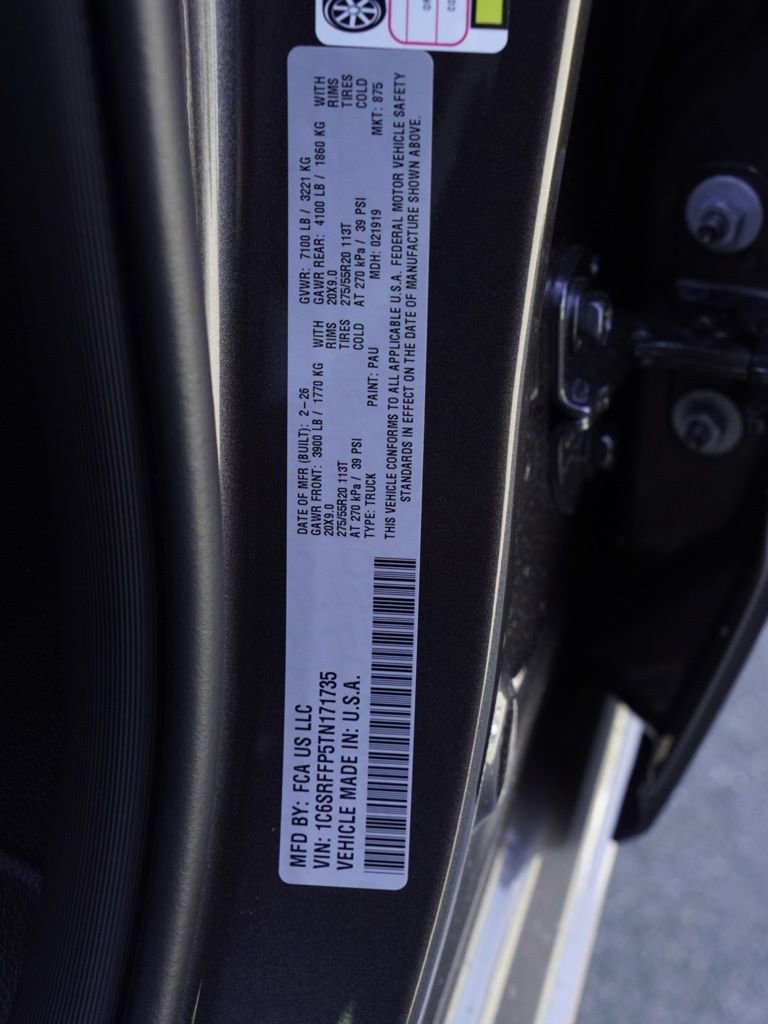 MFD BY: FCA US LLC
VIN: 1C6SRFFP5TN171735
VEHICLE MADE IN: U.S.A.
DATE OF MFR (BUILT): 2-26
GAWR FRONT: 3900 LB / 1770 KG WITH
20X9.0 RIMS
275/55R20 113T TIRES
AT 270 kPa / 39 PSI COLD
GVWR: 7100 LB / 3221 KG
GAWR REAR: 4100 LB / 1860 KG WITH
20X9.0 RIMS
275/55R20 113T TIRES
AT 270 kPa / 39 PSI COLD
TYPE: TRUCK PAINT: PAU MDH: 021919 MKT: 875
THIS VEHICLE CONFORMS TO ALL APPLICABLE U.S.A. FEDERAL MOTOR VEHICLE SAFETY
STANDARDS IN EFFECT ON THE DATE OF MANUFACTURE SHOWN ABOVE.